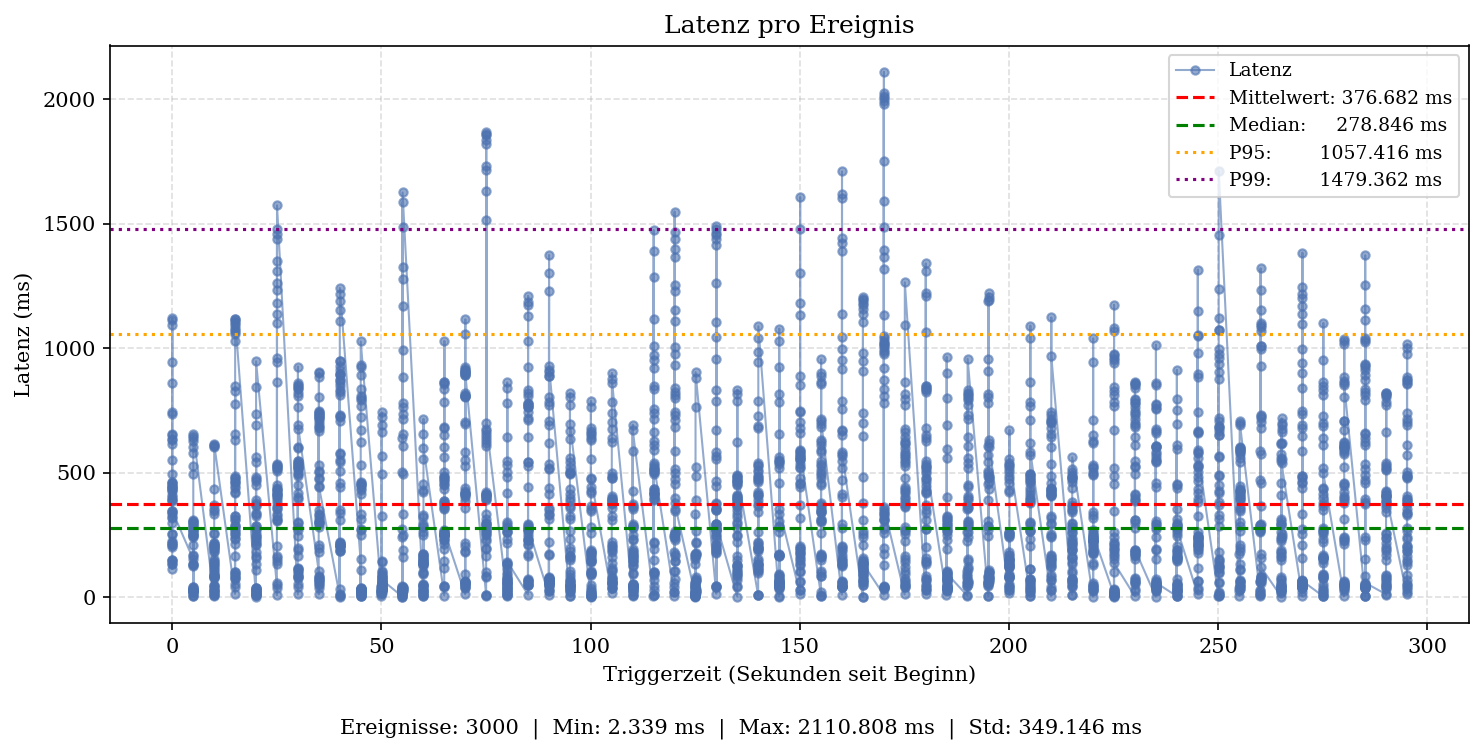 Latenz pro Ereignis
Latenz (ms)
2000
1500
1000
500
0
Latenz
Mittelwert: 376.682 ms
Median: 278.846 ms
P95: 1057.416 ms
P99: 1479.362 ms
0 50 100 150 200 250 300
Triggerzeit (Sekunden seit Beginn)
Ereignisse: 3000 | Min: 2.339 ms | Max: 2110.808 ms | Std: 349.146 ms